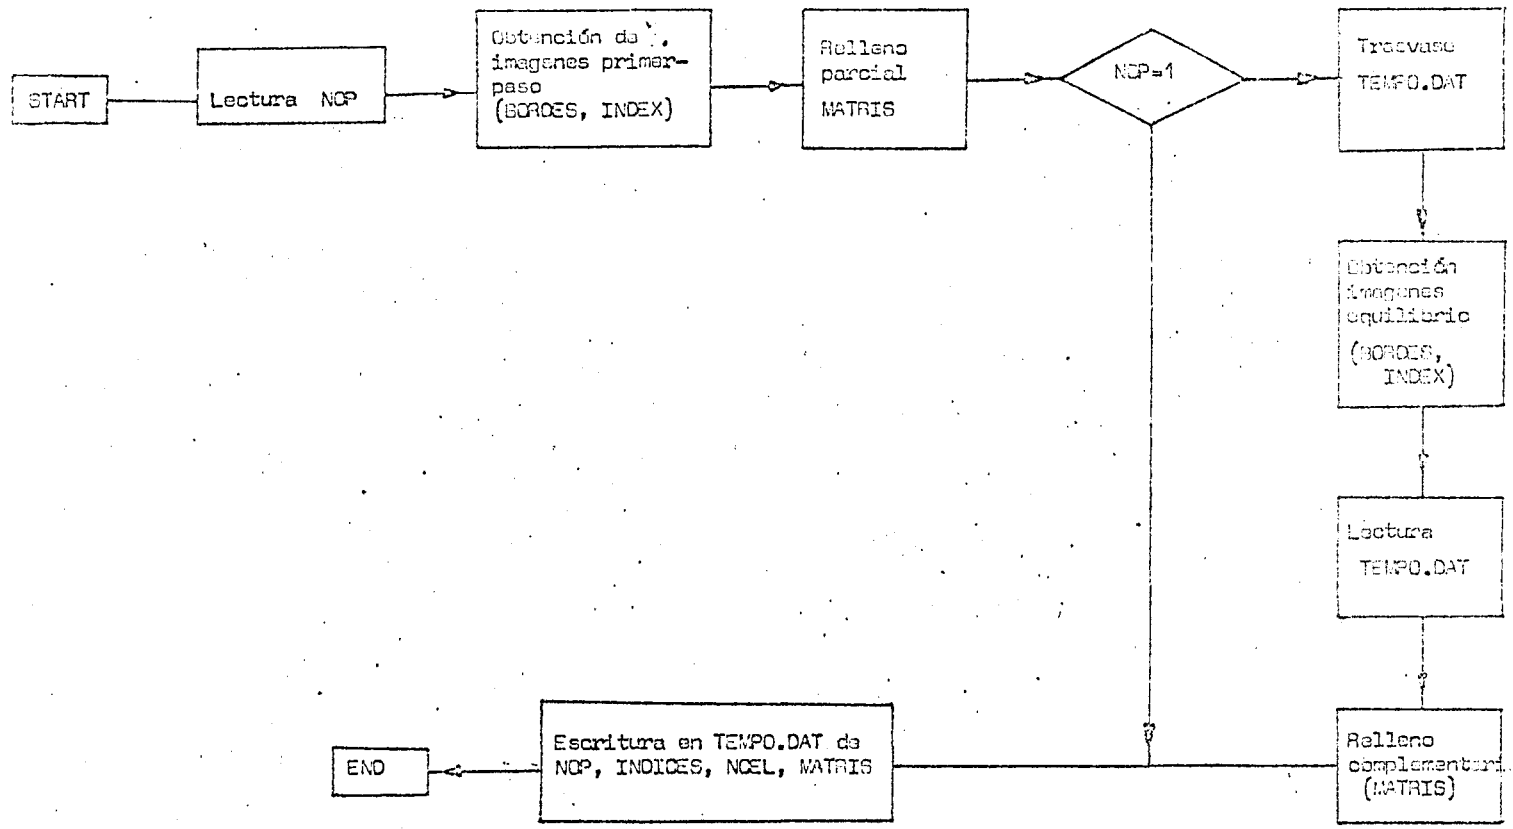 START
Lectura NOP
Obtención de
imagenes primer-
paso
(BORDES, INDEX)
Relleno
parcial
MATRIS
NOP=1
Trasvase
TEMPO.DAT
Obtención
imagenes
equilibrio
(BORDES,
INDEX)
Lectura
TEMPO.DAT
Relleno
complementari
(MATRIS)
Escritura en TEMPO.DAT de
NOP, INDICES, NCEL, MATRIS
END